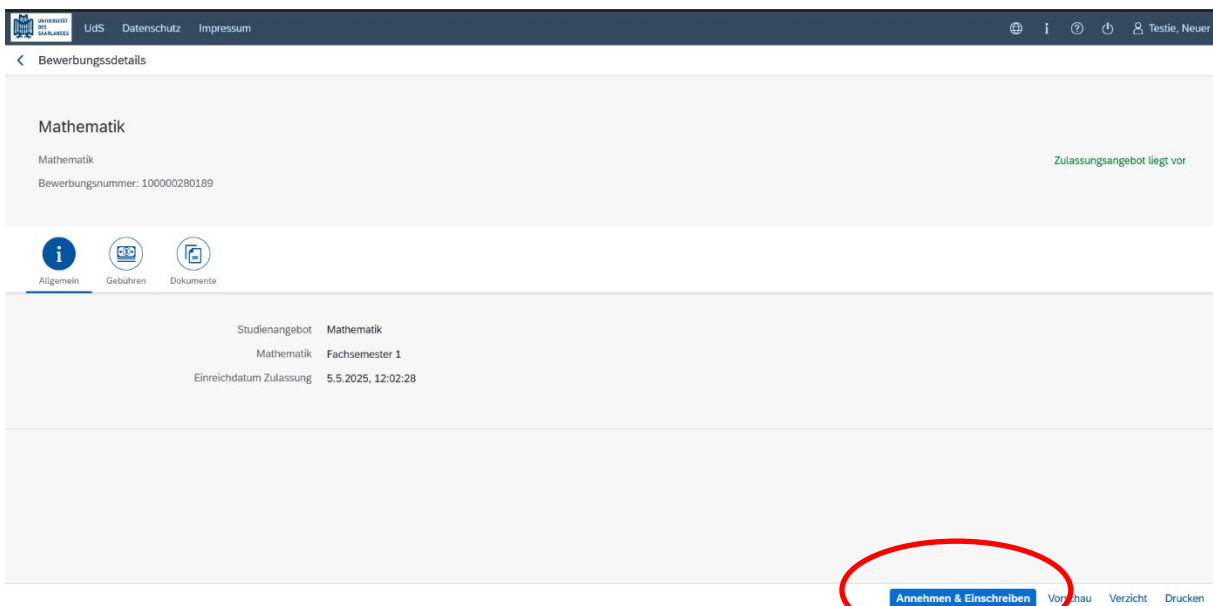 UNIVERSITÄT DES SAARLANDES
UdS Datenschutz Impressum Testie, Neuer
Bewerbungssdetails
Mathematik
Mathematik
Zulassungsangebot liegt vor
Bewerbungsnummer: 100000280189
Allgemein Gebühren Dokumente
Studienangebot Mathematik
Mathematik Fachsemester 1
Einreichdatum Zulassung 5.5.2025, 12:02:28
Annehmen & Einschreiben Vorschau Verzicht Drucken